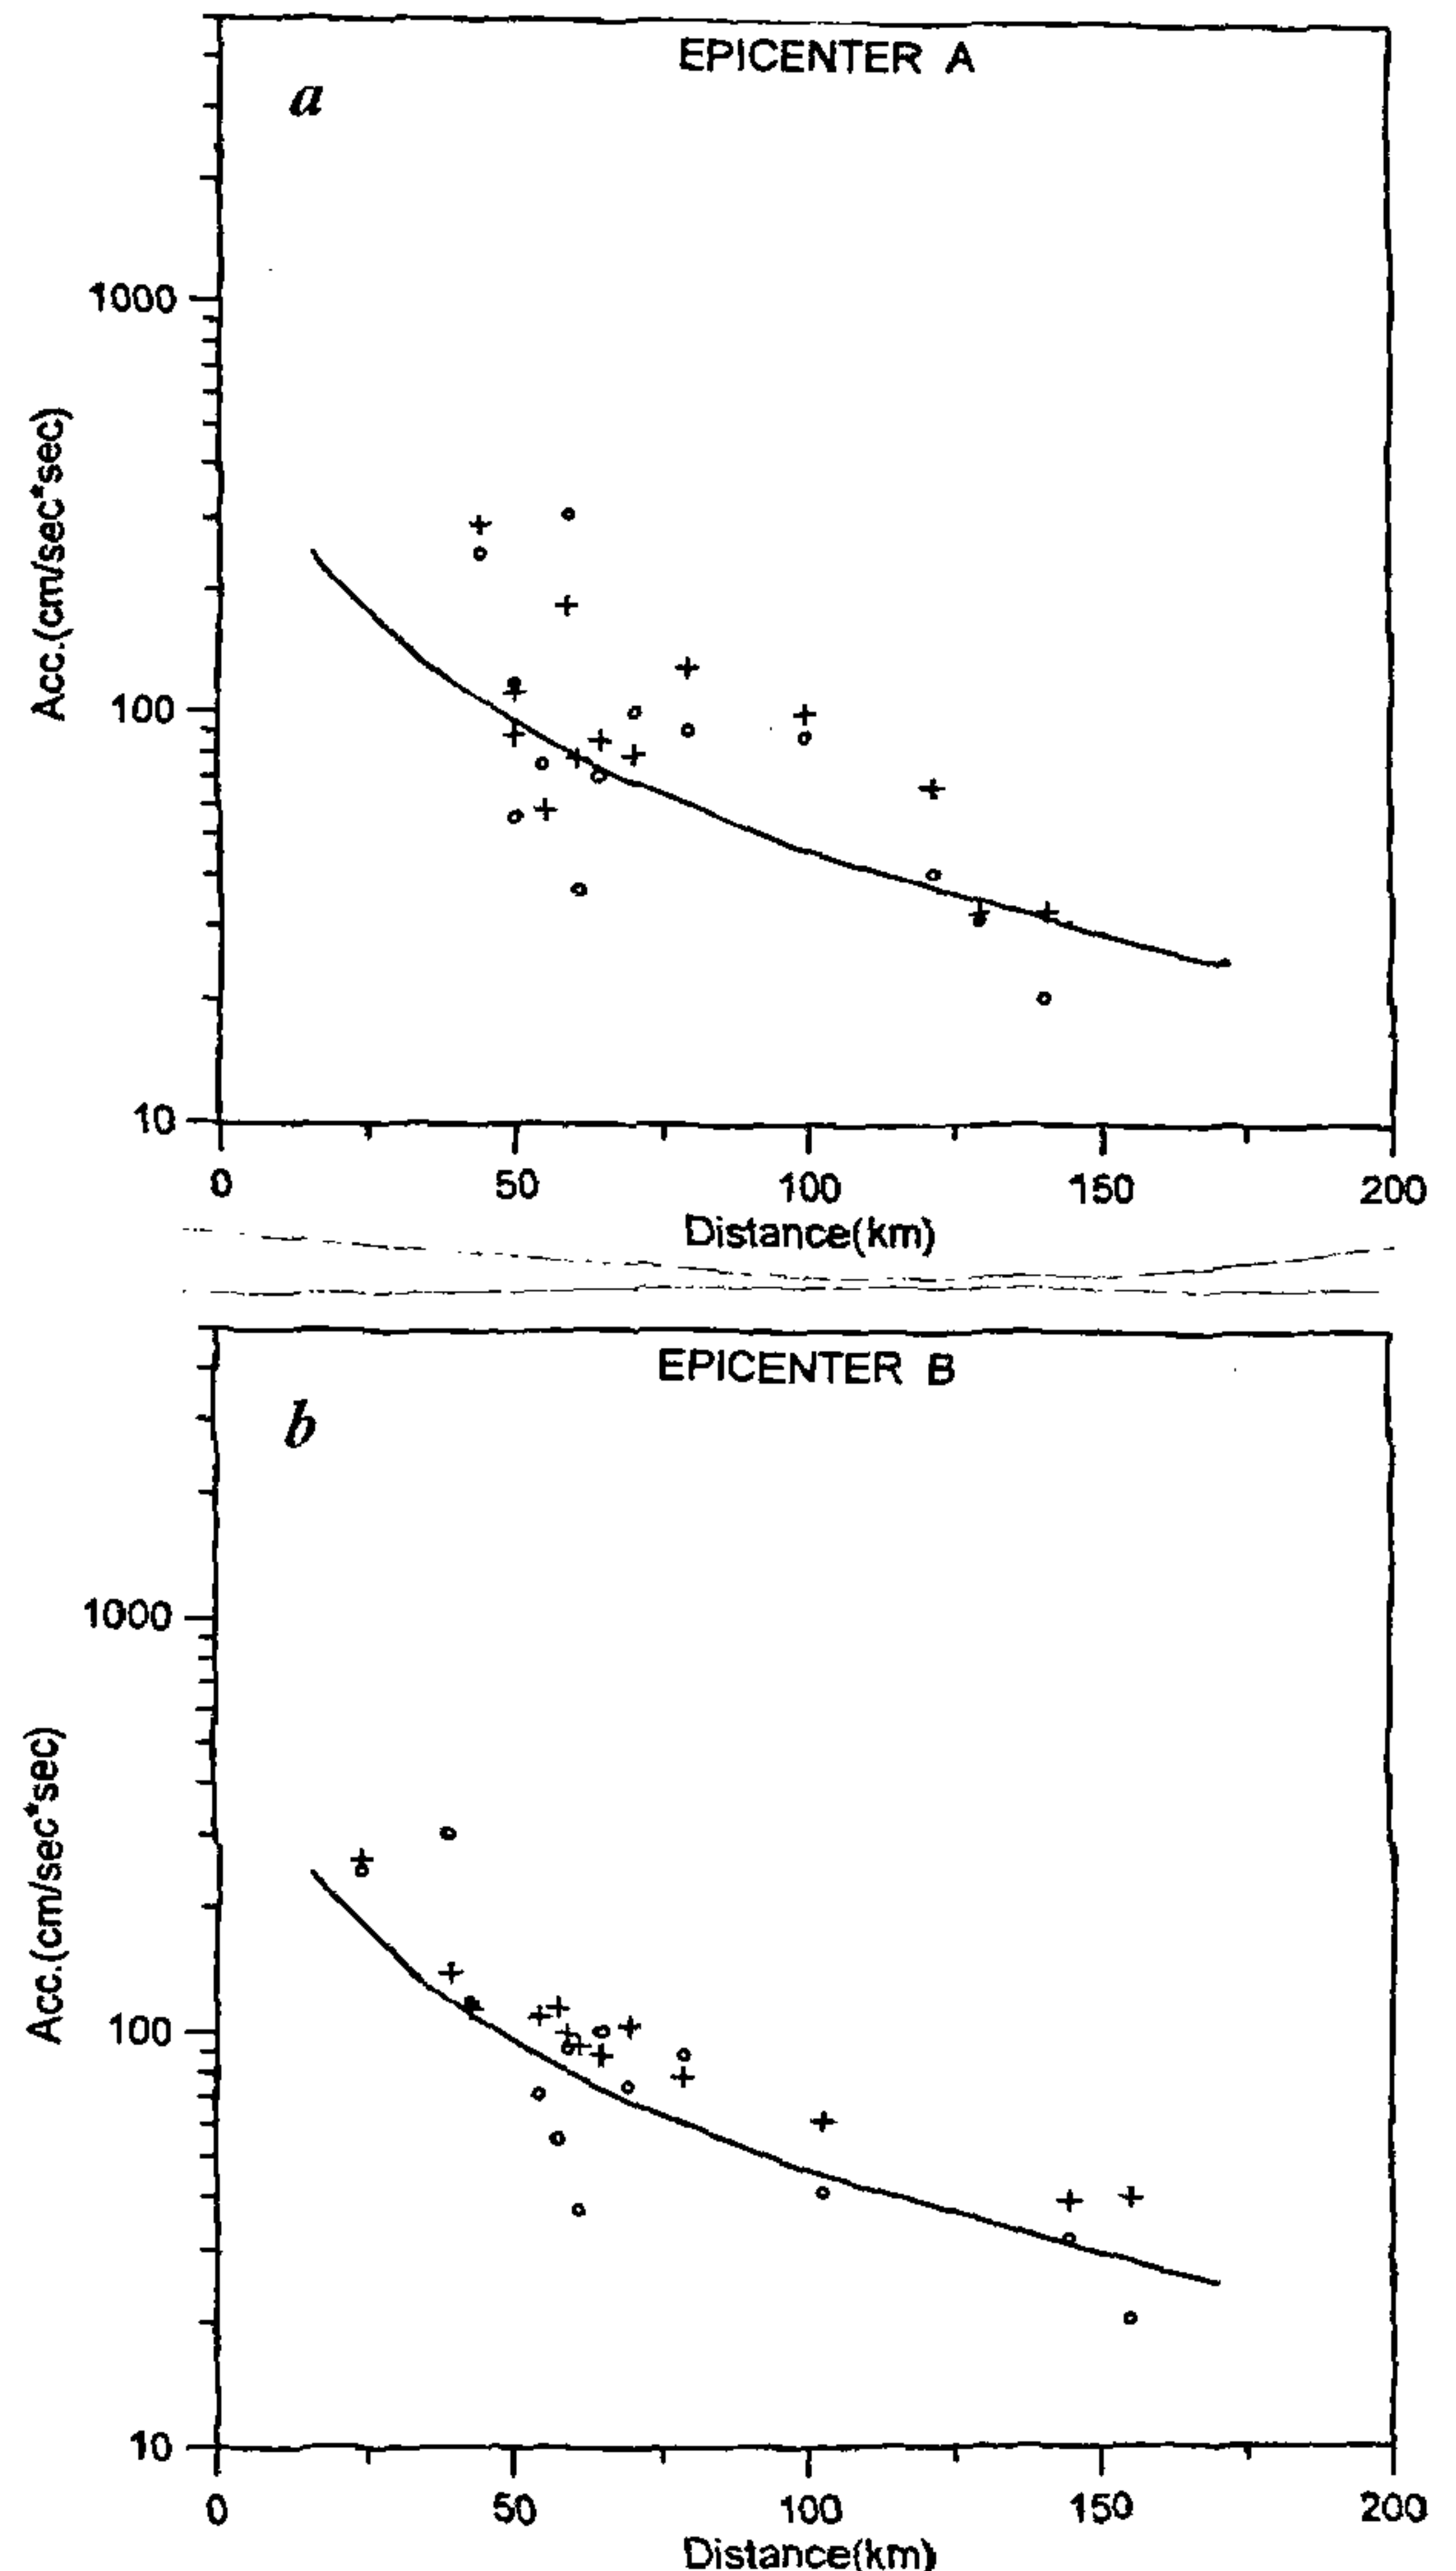 EPICENTER A
a
1000
100
10
Acc.(cm/sec*sec)
0 50 100 150 200
Distance(km)
EPICENTER B
b
1000
100
10
Acc.(cm/sec*sec)
0 50 100 150 200
Distance(km)